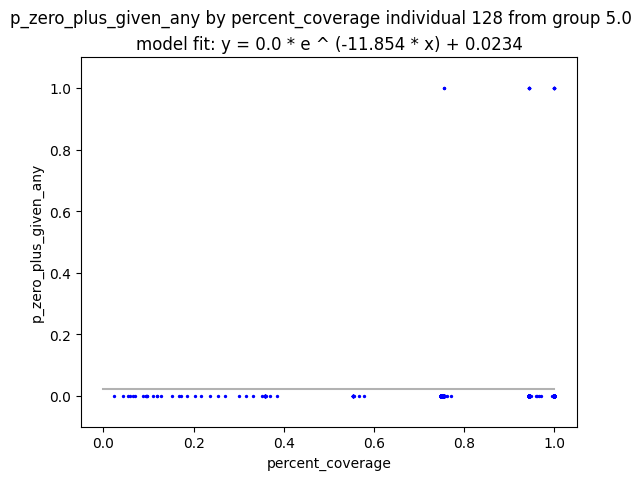 p_zero_plus_given_any by percent_coverage individual 128 from group 5.0
model fit: y = 0.0 * e ^ (-11.854 * x) + 0.0234
1.0
0.8
0.6
0.4
0.2
0.0
p_zero_plus_given_any
0.0 0.2 0.4 0.6 0.8 1.0
percent_coverage